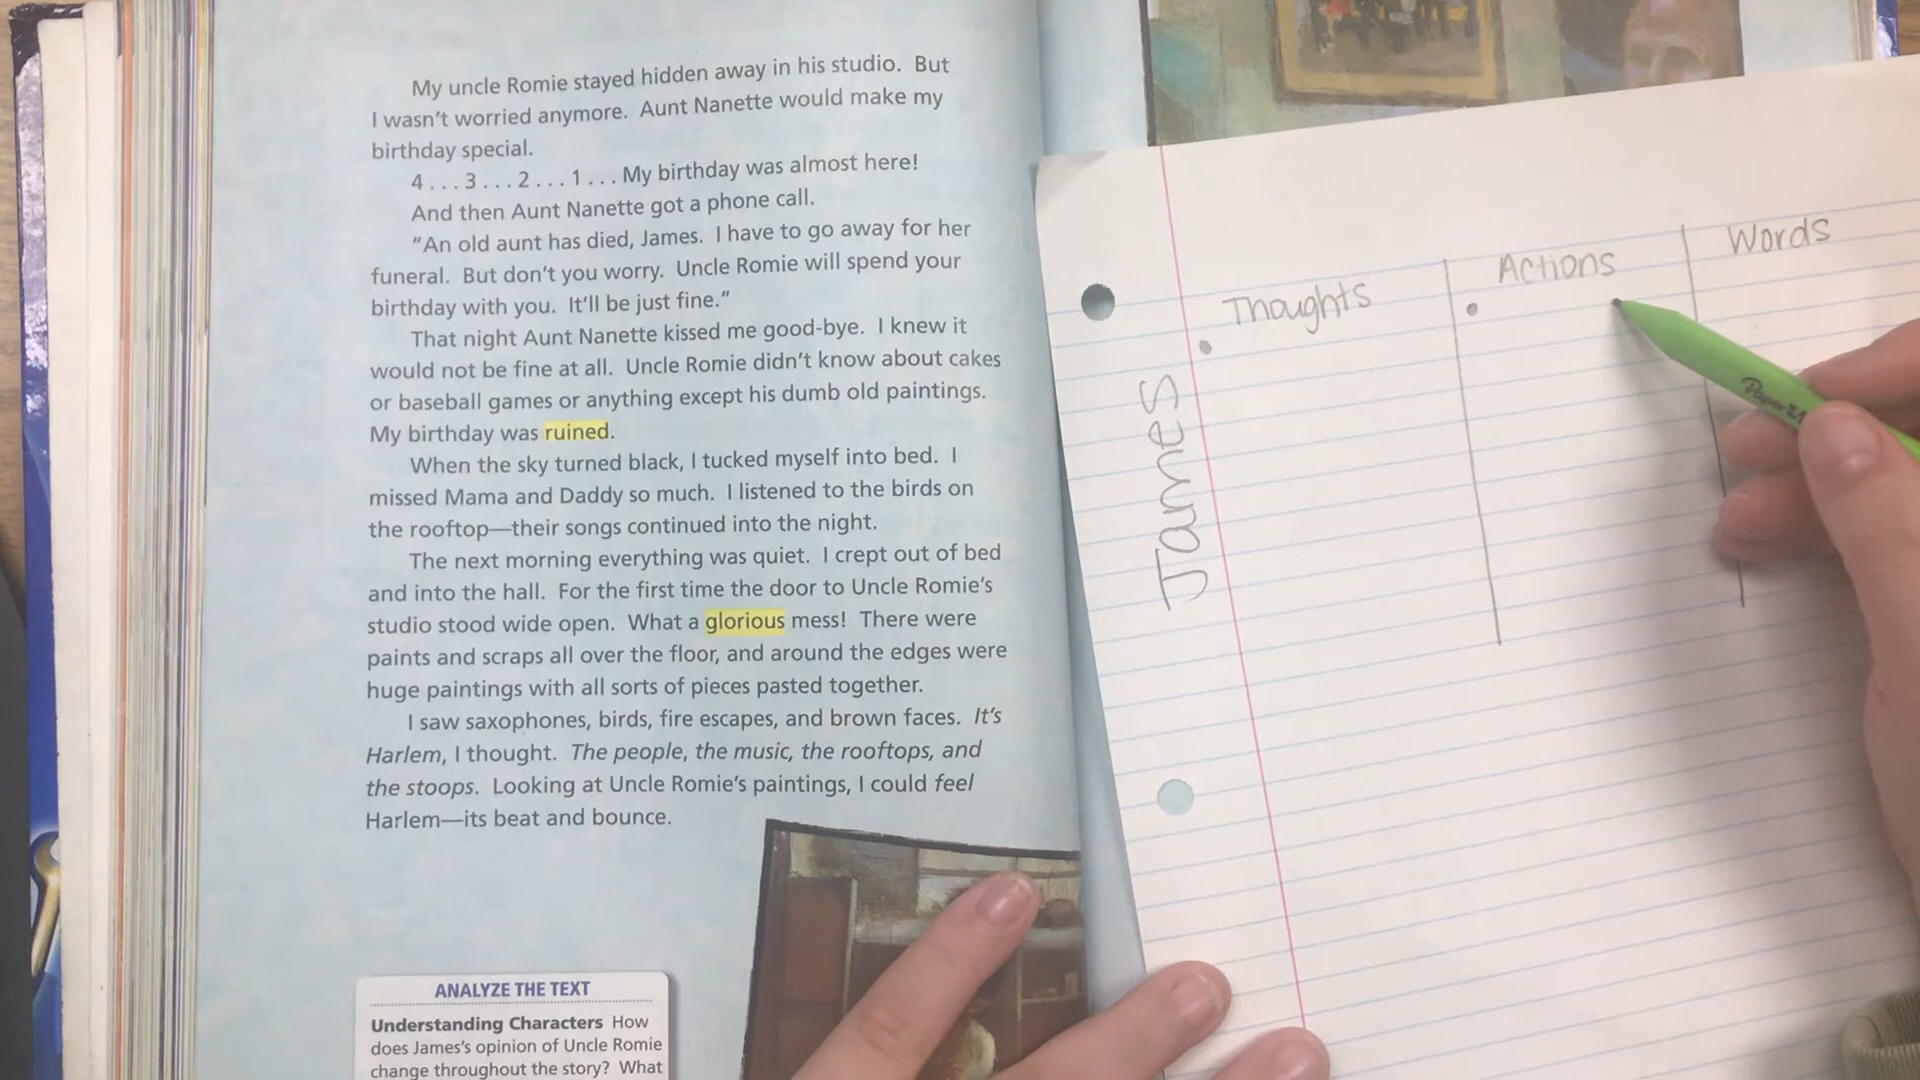 My uncle Romie stayed hidden away in his studio. But
I wasn't worried anymore. Aunt Nanette would make my
birthday special.
4 . . . 3 . . . 2 . . . 1 . . . My birthday was almost here!
And then Aunt Nanette got a phone call.
“An old aunt has died, James. I have to go away for her
funeral. But don't you worry. Uncle Romie will spend your
birthday with you. It'll be just fine.”
That night Aunt Nanette kissed me good-bye. I knew it
would not be fine at all. Uncle Romie didn't know about cakes
or baseball games or anything except his dumb old paintings.
My birthday was ruined.
When the sky turned black, I tucked myself into bed. I
missed Mama and Daddy so much. I listened to the birds on
the rooftop—their songs continued into the night.
The next morning everything was quiet. I crept out of bed
and into the hall. For the first time the door to Uncle Romie's
studio stood wide open. What a glorious mess! There were
paints and scraps all over the floor, and around the edges were
huge paintings with all sorts of pieces pasted together.
I saw saxophones, birds, fire escapes, and brown faces. It's
Harlem, I thought. The people, the music, the rooftops, and
the stoops. Looking at Uncle Romie's paintings, I could feel
Harlem—its beat and bounce.
ANALYZE THE TEXT
Understanding Characters How
does James's opinion of Uncle Romie
change throughout the story? What
James
Thoughts
Actions
Words